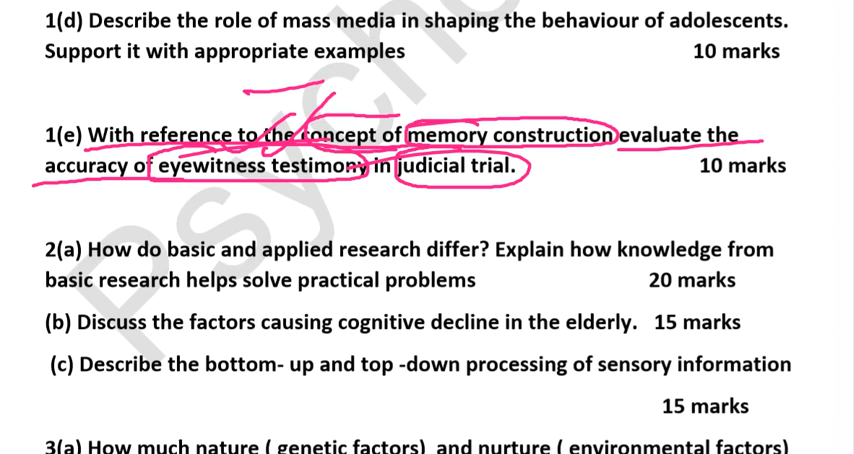 1(d) Describe the role of mass media in shaping the behaviour of adolescents.
Support it with appropriate examples 10 marks
1(e) With reference to the concept of memory construction evaluate the
accuracy of eyewitness testimony in judicial trial. 10 marks
2(a) How do basic and applied research differ? Explain how knowledge from
basic research helps solve practical problems 20 marks
(b) Discuss the factors causing cognitive decline in the elderly. 15 marks
(c) Describe the bottom- up and top -down processing of sensory information
15 marks
3(a) How much nature ( genetic factors) and nurture ( environmental factors)
Psycho